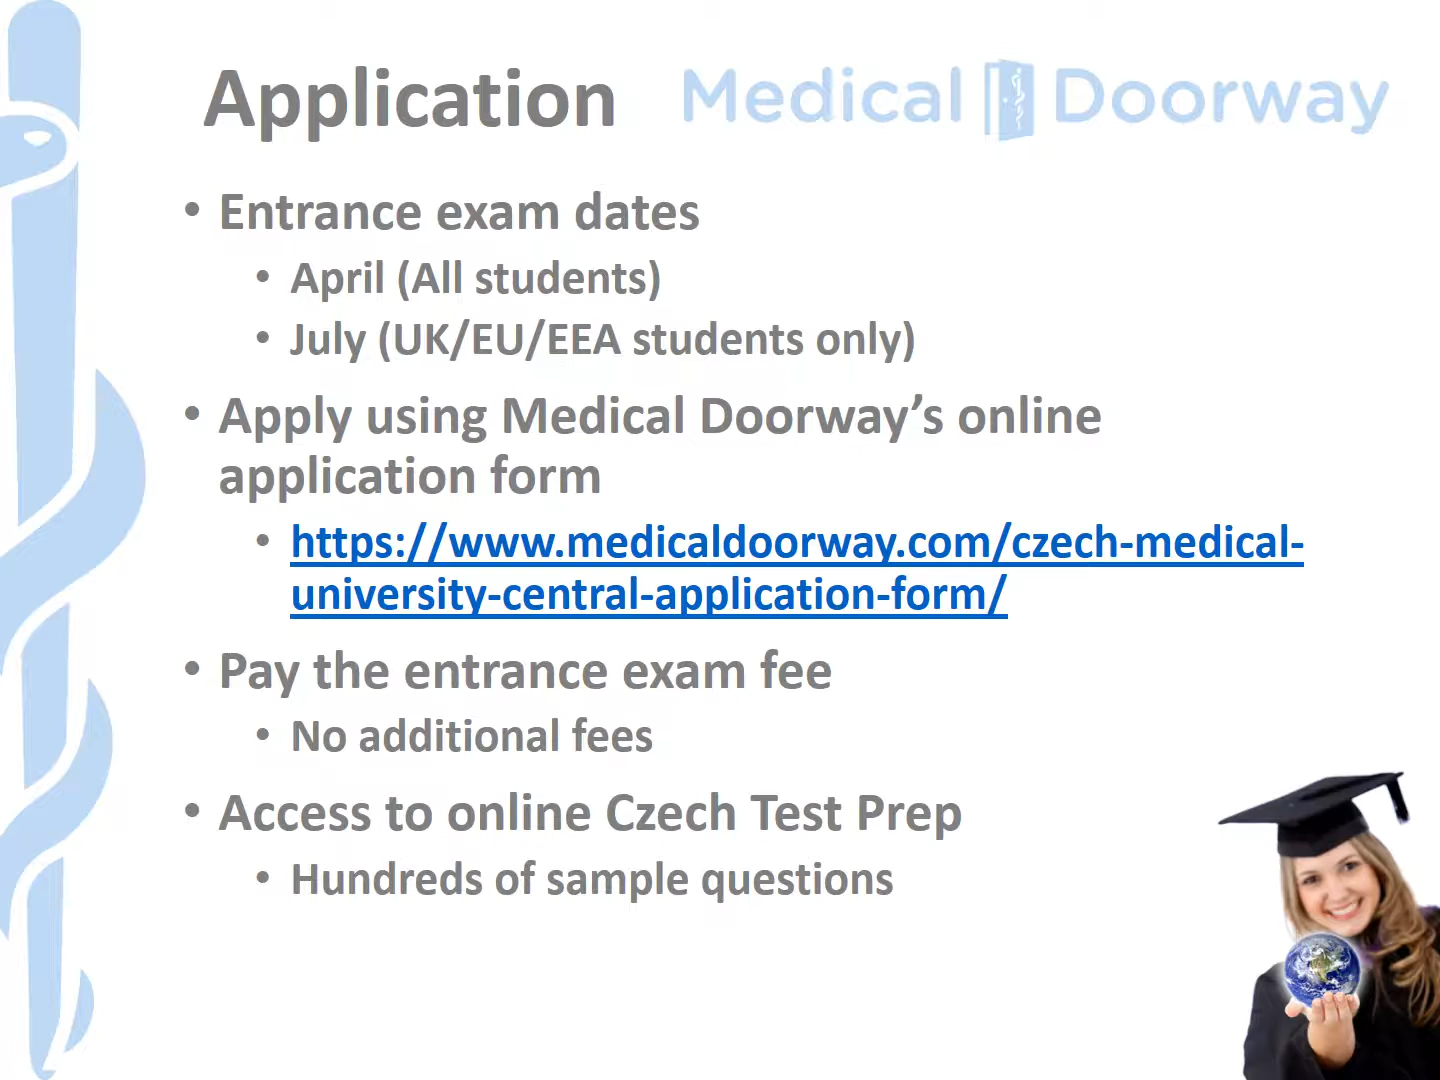 Application
Medical Doorway
• Entrance exam dates
• April (All students)
• July (UK/EU/EEA students only)
• Apply using Medical Doorway’s online
application form
• https://www.medicaldoorway.com/czech-medical-
university-central-application-form/
• Pay the entrance exam fee
• No additional fees
• Access to online Czech Test Prep
• Hundreds of sample questions